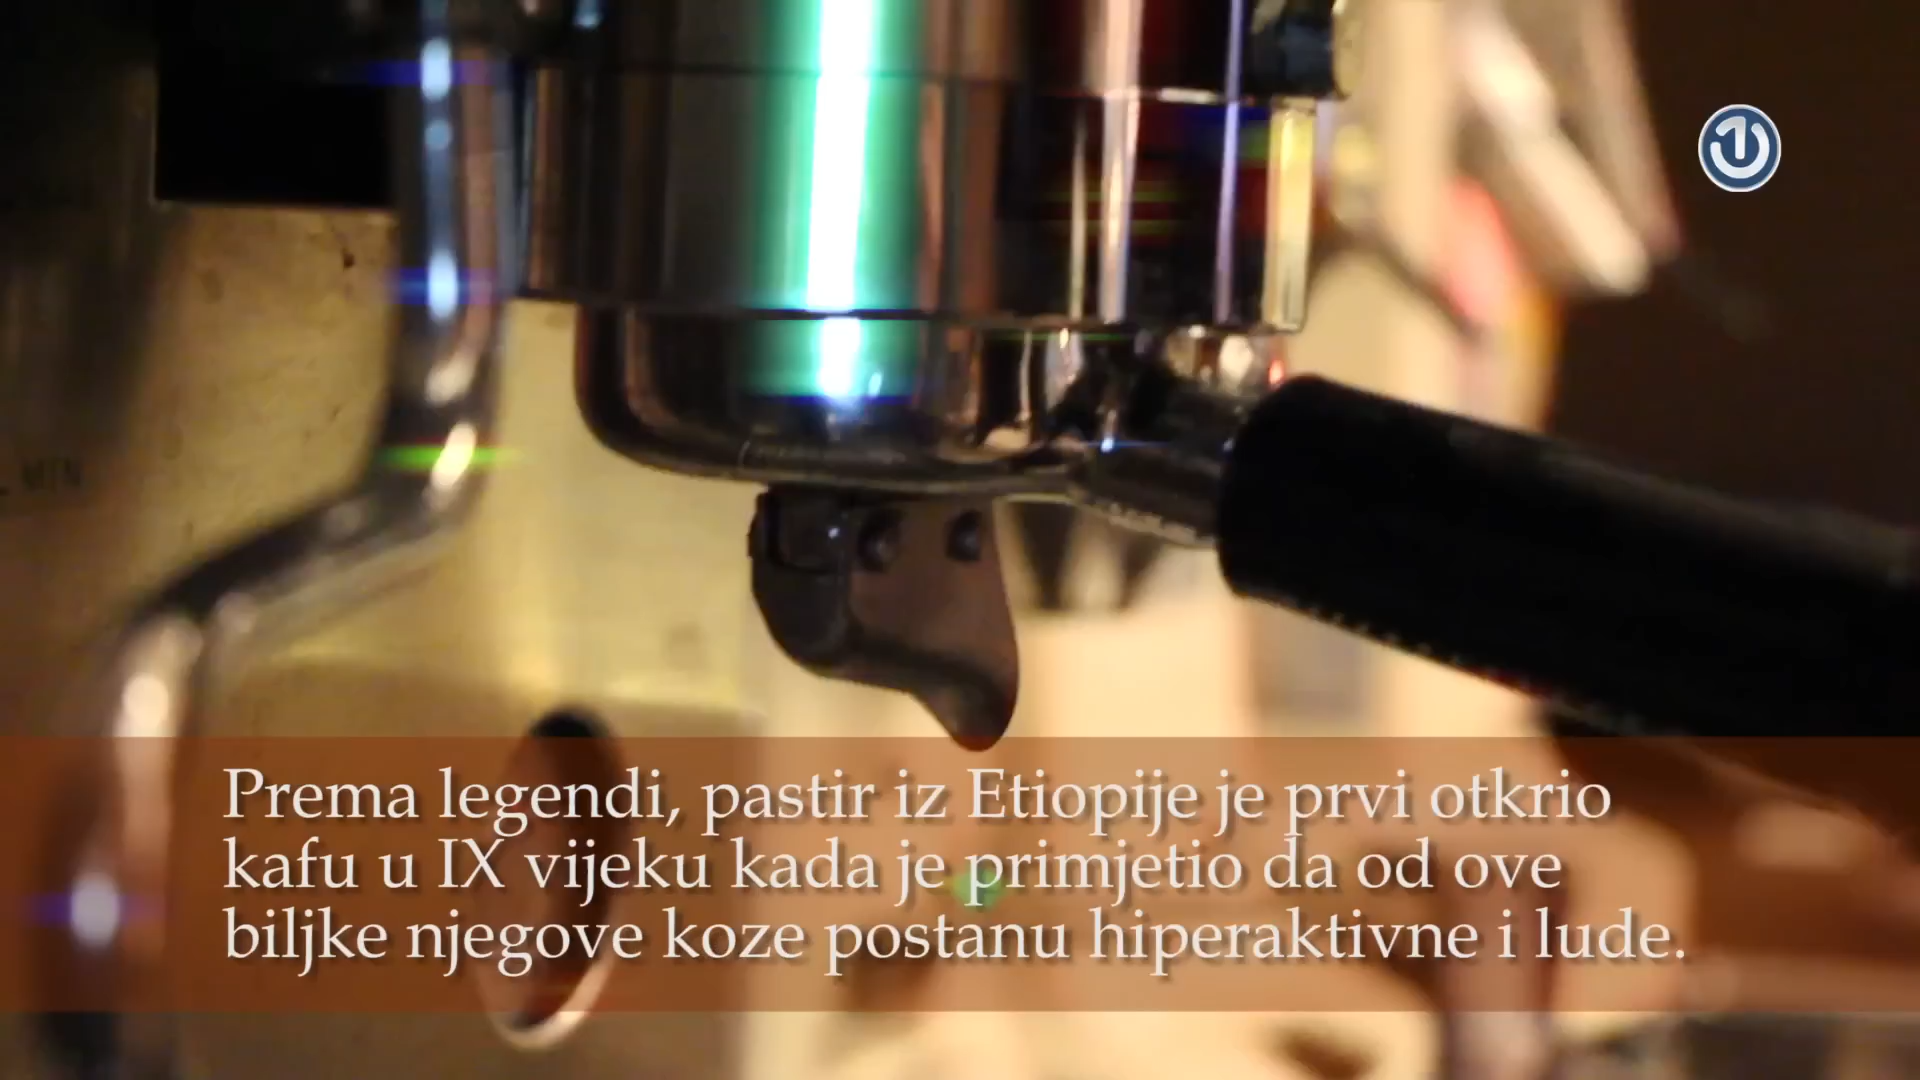 MIN
Prema legendi, pastir iz Etiopije je prvi otkrio
kafu u IX vijeku kada je primjetio da od ove
biljke njegove koze postanu hiperaktivne i lude.